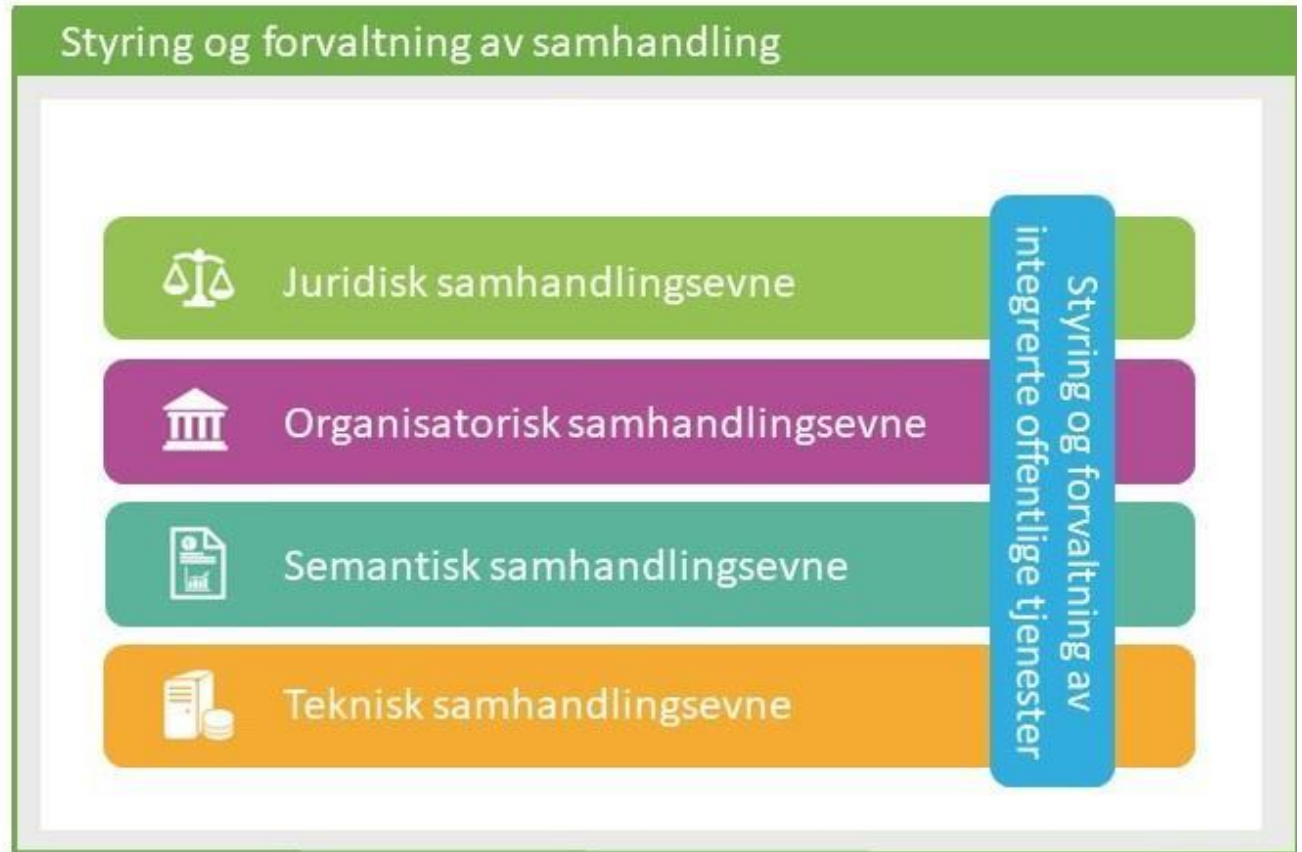 Styring og forvaltning av samhandling
Juridisk samhandlingsevne
Organisatorisk samhandlingsevne
Semantisk samhandlingsevne
Teknisk samhandlingsevne
Styring og forvaltning av
integrerte offentlige tjenester